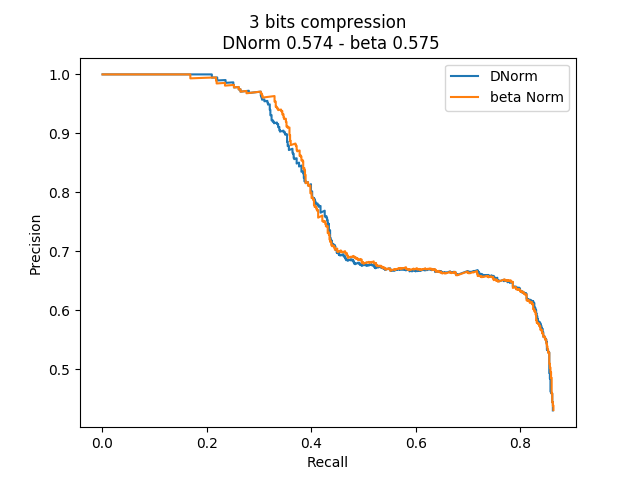 3 bits compression
DNorm 0.574 - beta 0.575
DNorm
beta Norm
Precision
1.0
0.9
0.8
0.7
0.6
0.5
0.0 0.2 0.4 0.6 0.8
Recall